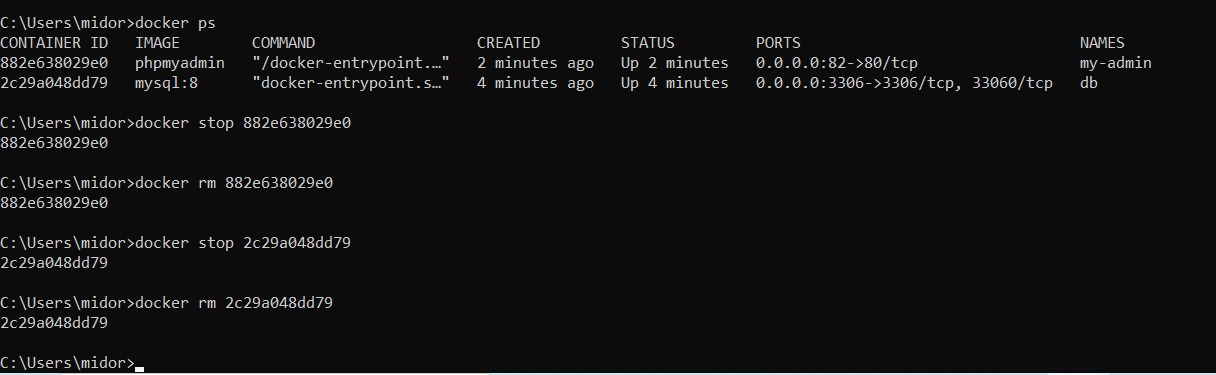 C:\Users\midor>docker ps
CONTAINER ID   IMAGE        COMMAND                  CREATED         STATUS         PORTS                               NAMES
882e638029e0   phpmyadmin   "/docker-entrypoint.…"   2 minutes ago   Up 2 minutes   0.0.0.0:82->80/tcp                  my-admin
2c29a048dd79   mysql:8      "docker-entrypoint.s…"   4 minutes ago   Up 4 minutes   0.0.0.0:3306->3306/tcp, 33060/tcp   db
C:\Users\midor>docker stop 882e638029e0
882e638029e0
C:\Users\midor>docker rm 882e638029e0
882e638029e0
C:\Users\midor>docker stop 2c29a048dd79
2c29a048dd79
C:\Users\midor>docker rm 2c29a048dd79
2c29a048dd79
C:\Users\midor>